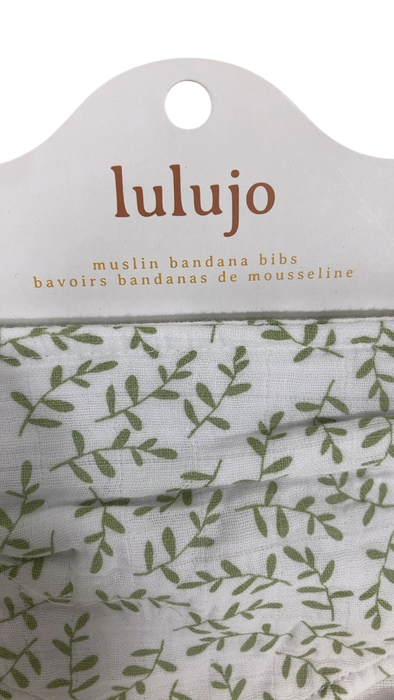 lulujo
muslin bandana bibs
bavoirs bandanas de mousseline